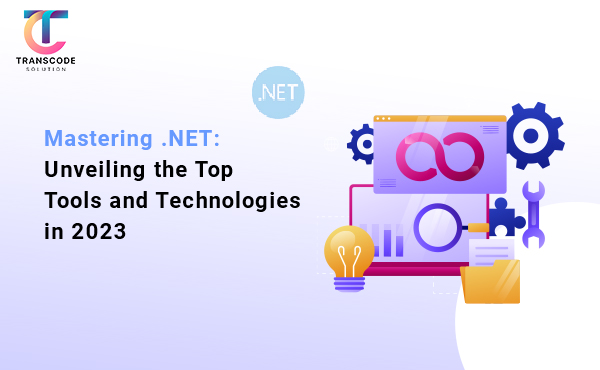 TRANSCODE
SOLUTION
.NET
Mastering .NET:
Unveiling the Top
Tools and Technologies
in 2023